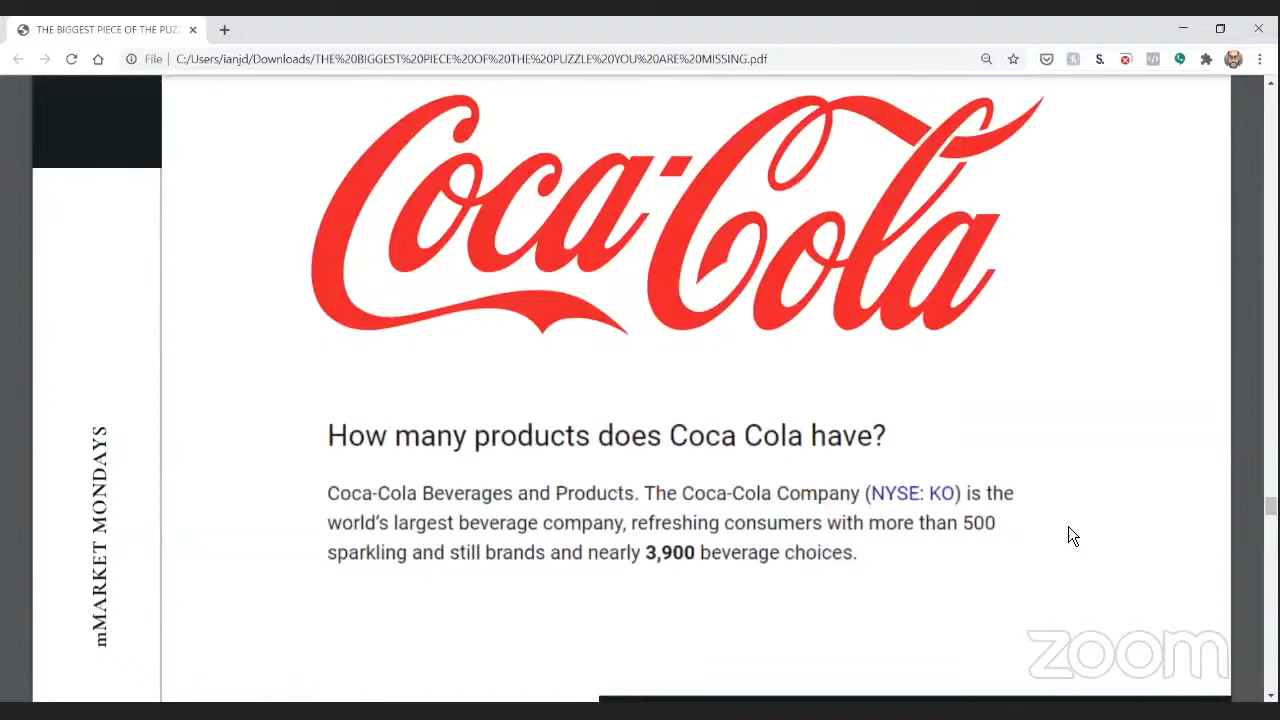 THE BIGGEST PIECE OF THE PUZ
File
C:/Users/ianjd/Downloads/THE%20BIGGEST%20PIECE%20OF%20THE%20PUZZLE%20YOU%20ARE%20MISSING.pdf
Coca-Cola
How many products does Coca Cola have?
Coca-Cola Beverages and Products. The Coca-Cola Company (NYSE: KO) is the
world’s largest beverage company, refreshing consumers with more than 500
sparkling and still brands and nearly 3,900 beverage choices.
mMARKET MONDAYS
zoom